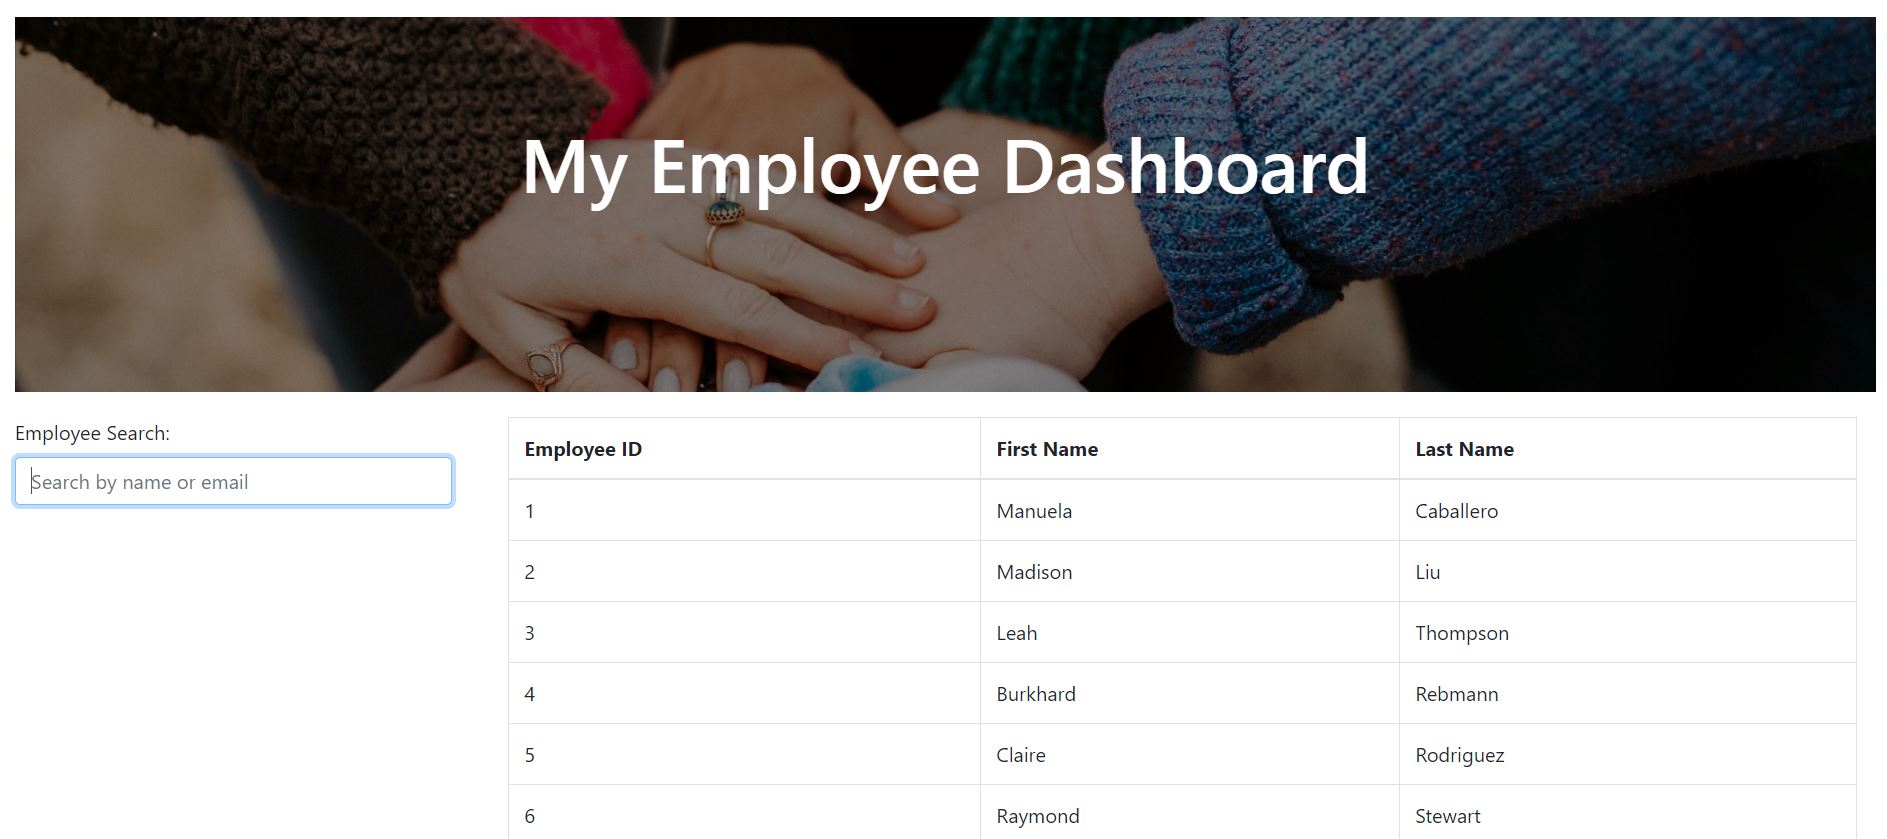 My Employee Dashboard
Employee Search:
Search by name or email
Employee ID First Name Last Name
1 Manuela Caballero
2 Madison Liu
3 Leah Thompson
4 Burkhard Rebmann
5 Claire Rodriguez
6 Raymond Stewart